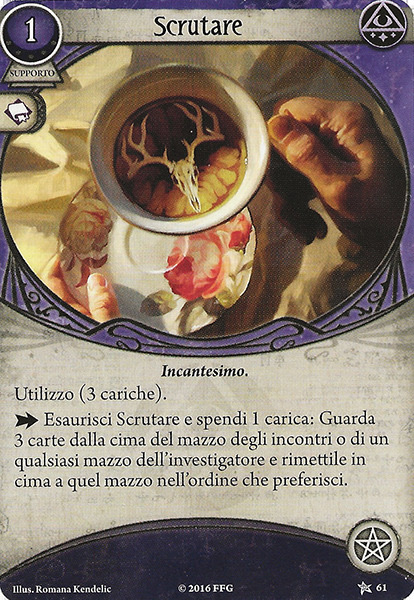 1
Scrutare
SUPPORTO
Incantesimo.
Utilizzo (3 cariche).
Esaurisci Scrutare e spendi 1 carica: Guarda
3 carte dalla cima del mazzo degli incontri o di un
qualsiasi mazzo dell'investigatore e rimettile in
cima a quel mazzo nell'ordine che preferisci.
Illus. Romana Kendelic
© 2016 FFG
61